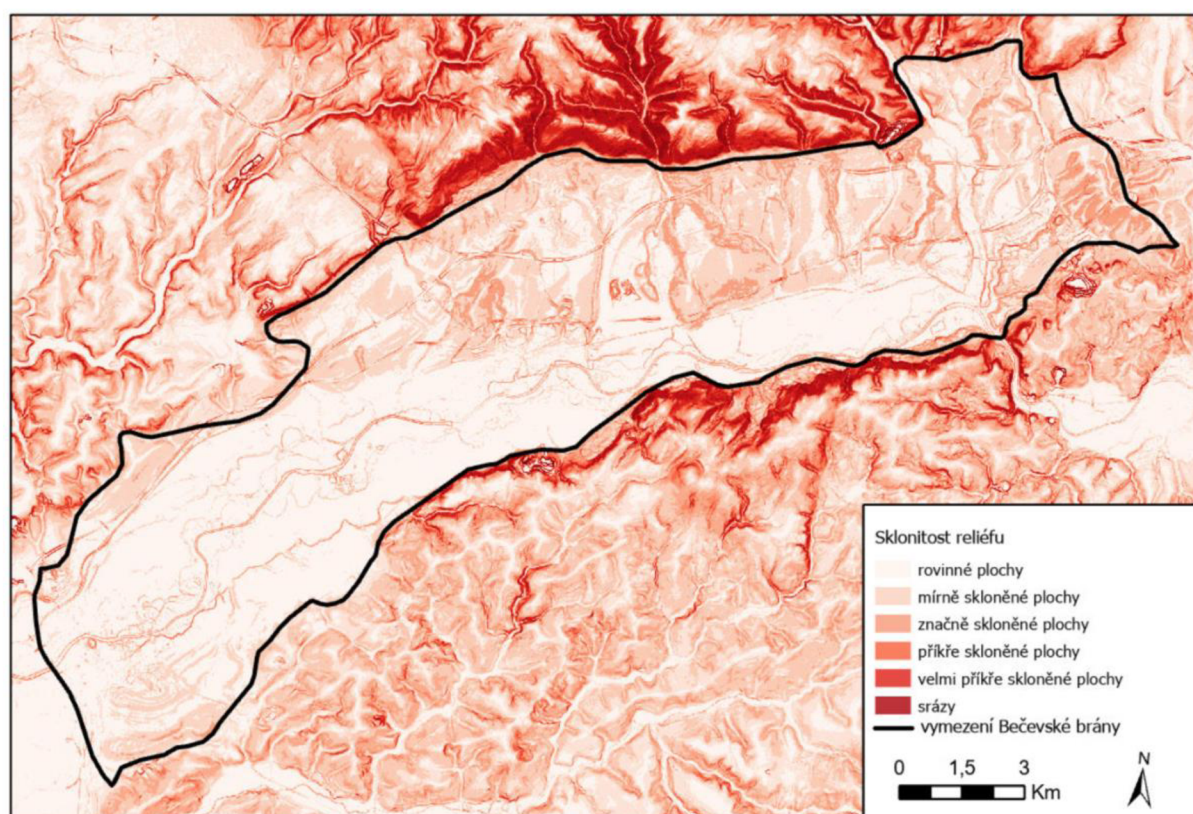 Sklonitost reliéfu
rovinné plochy
mírně skloněné plochy
značně skloněné plochy
příkře skloněné plochy
velmi příkře skloněné plochy
srázy
vymezení Bečevské brány
N
0 1,5 3
Km